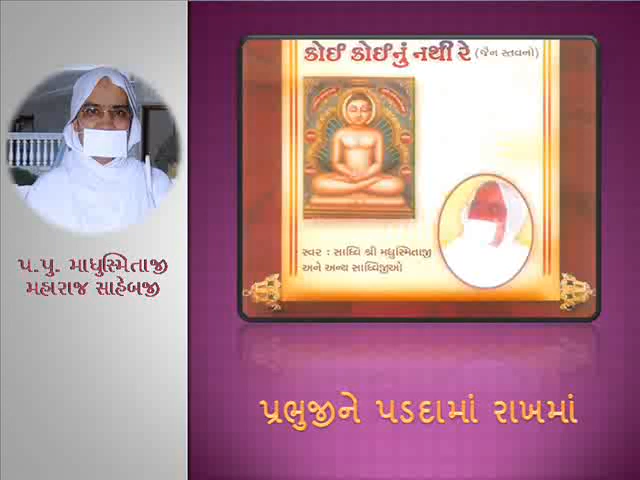 પ.પુ. માધુસ્મિતાજી
મહારાજ સાહેબજી
કોઈ કોઈનું નથી રે (જૈન સ્તવનો)
સ્વર : સાધ્વિ શ્રી મધુસ્મિતાજી
અને અન્ય સાધ્વિજીઓ
પ્રભુજીને પડદામાં રાખમાં